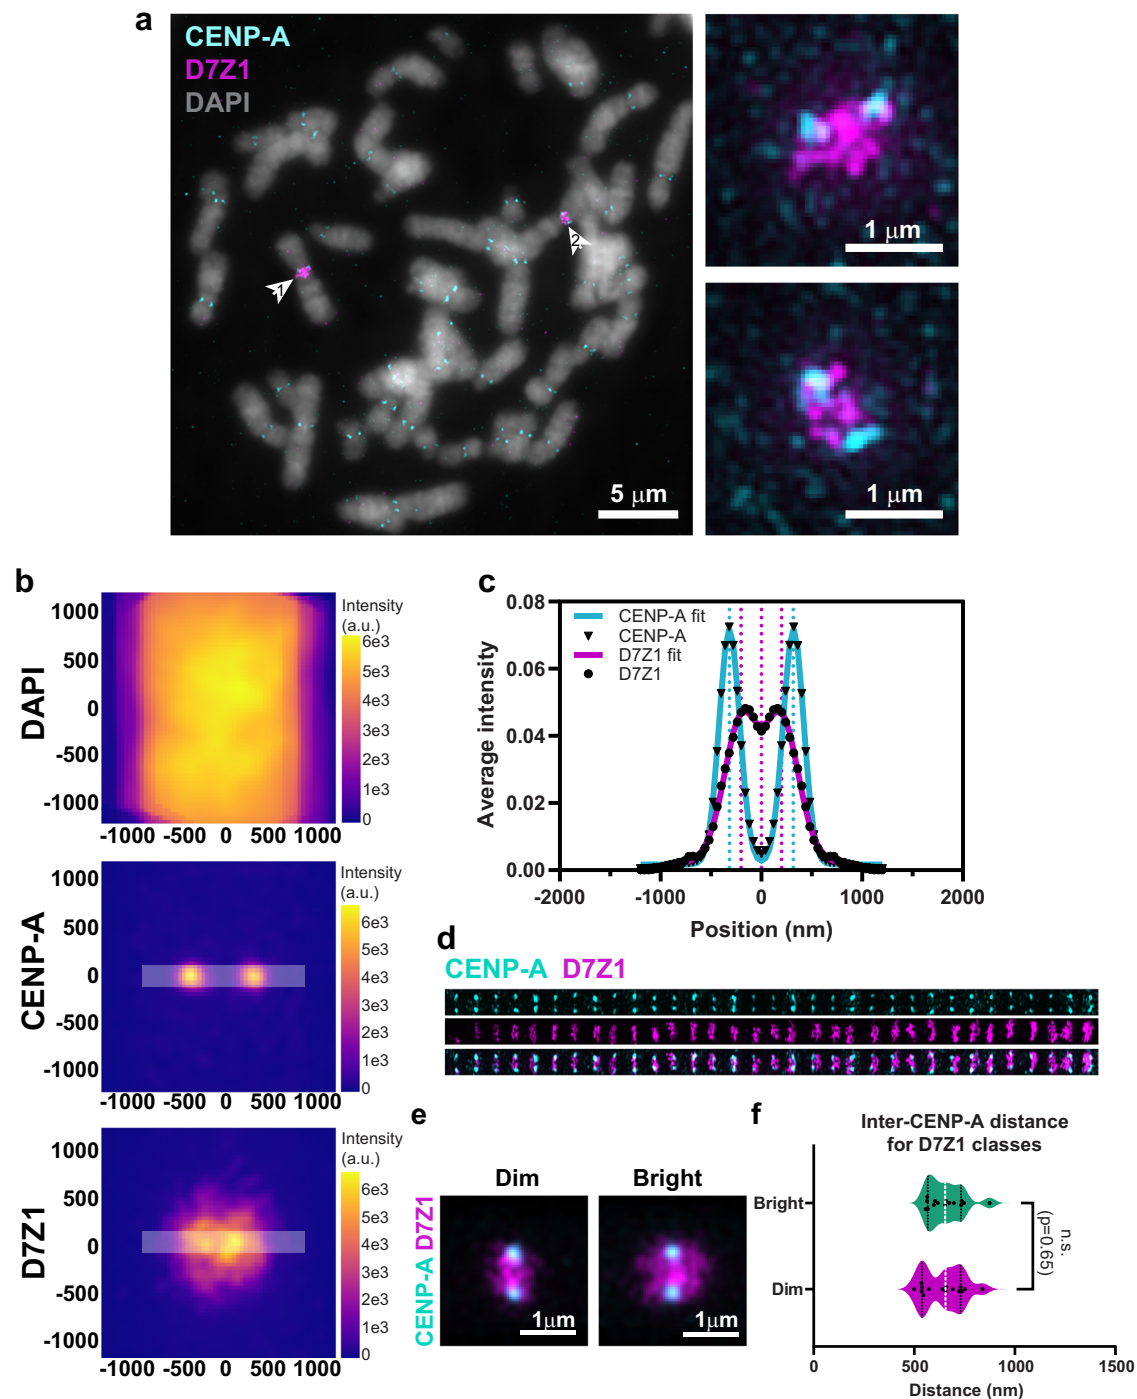 a
CENP-A
D7Z1
DAPI
1
2
5 μm
1 μm
1 μm
b
DAPI
1000
500
0
-500
-1000
-1000 -500 0 500 1000
Intensity
(a.u.)
6e3
5e3
4e3
3e3
2e3
1e3
0
CENP-A
1000
500
0
-500
-1000
-1000 -500 0 500 1000
Intensity
(a.u.)
6e3
5e3
4e3
3e3
2e3
1e3
0
D7Z1
1000
500
0
-500
-1000
-1000 -500 0 500 1000
Intensity
(a.u.)
6e3
5e3
4e3
3e3
2e3
1e3
0
c
Average intensity
0.08
0.06
0.04
0.02
0.00
CENP-A fit
CENP-A
D7Z1 fit
D7Z1
-2000 -1000 0 1000 2000
Position (nm)
d
CENP-A D7Z1
e
CENP-A D7Z1
Dim
Bright
1μm
1μm
f
Inter-CENP-A distance
for D7Z1 classes
Bright
Dim
n.s.
(p=0.65)
0 500 1000 1500
Distance (nm)